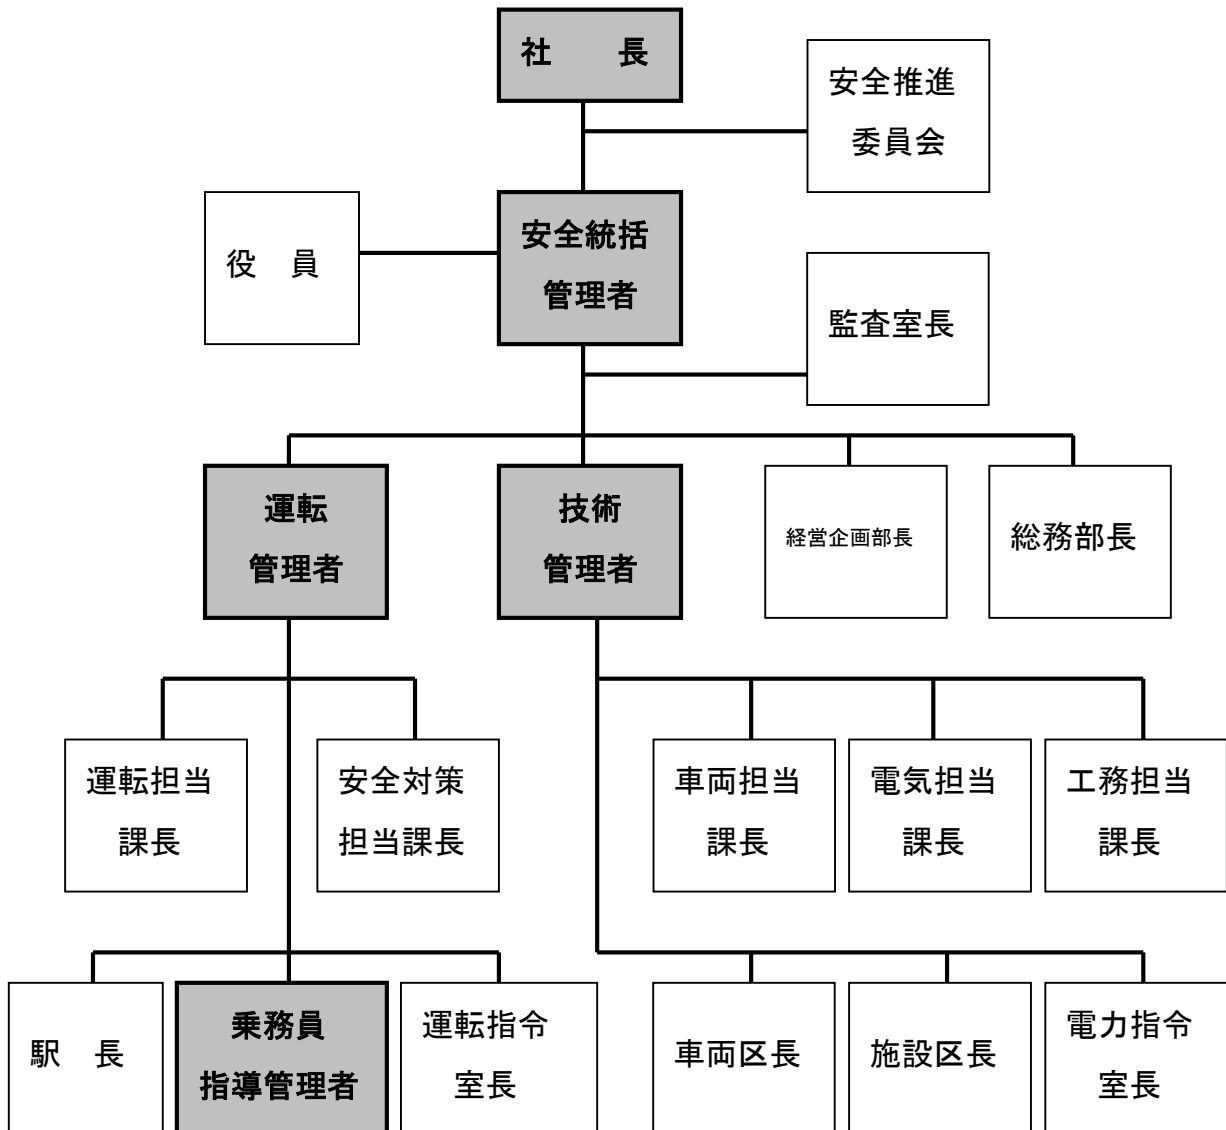 社　　長
安全推進
委員会
役　員
安全統括
管理者
監査室長
運転
管理者
技術
管理者
経営企画部長
総務部長
運転担当
課長
安全対策
担当課長
車両担当
課長
電気担当
課長
工務担当
課長
駅　長
乗務員
指導管理者
運転指令
室長
車両区長
施設区長
電力指令
室長